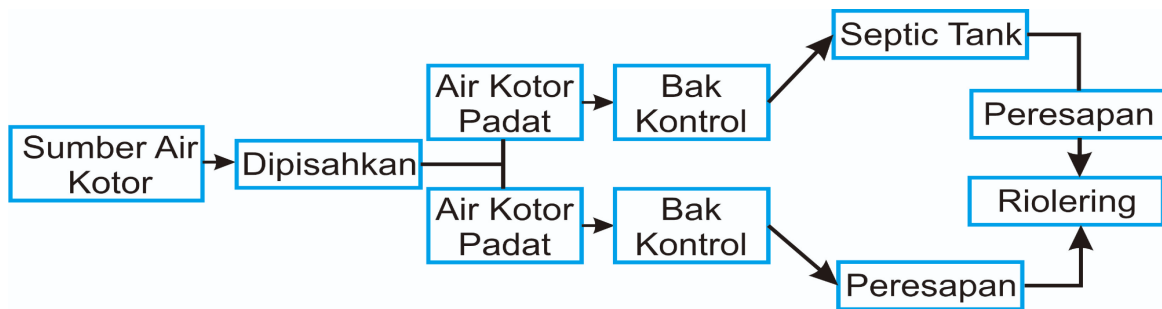 Sumber Air
Kotor
Dipisahkan
Air Kotor
Padat
Bak
Kontrol
Septic Tank
Peresapan
Riolering
Air Kotor
Padat
Bak
Kontrol
Peresapan